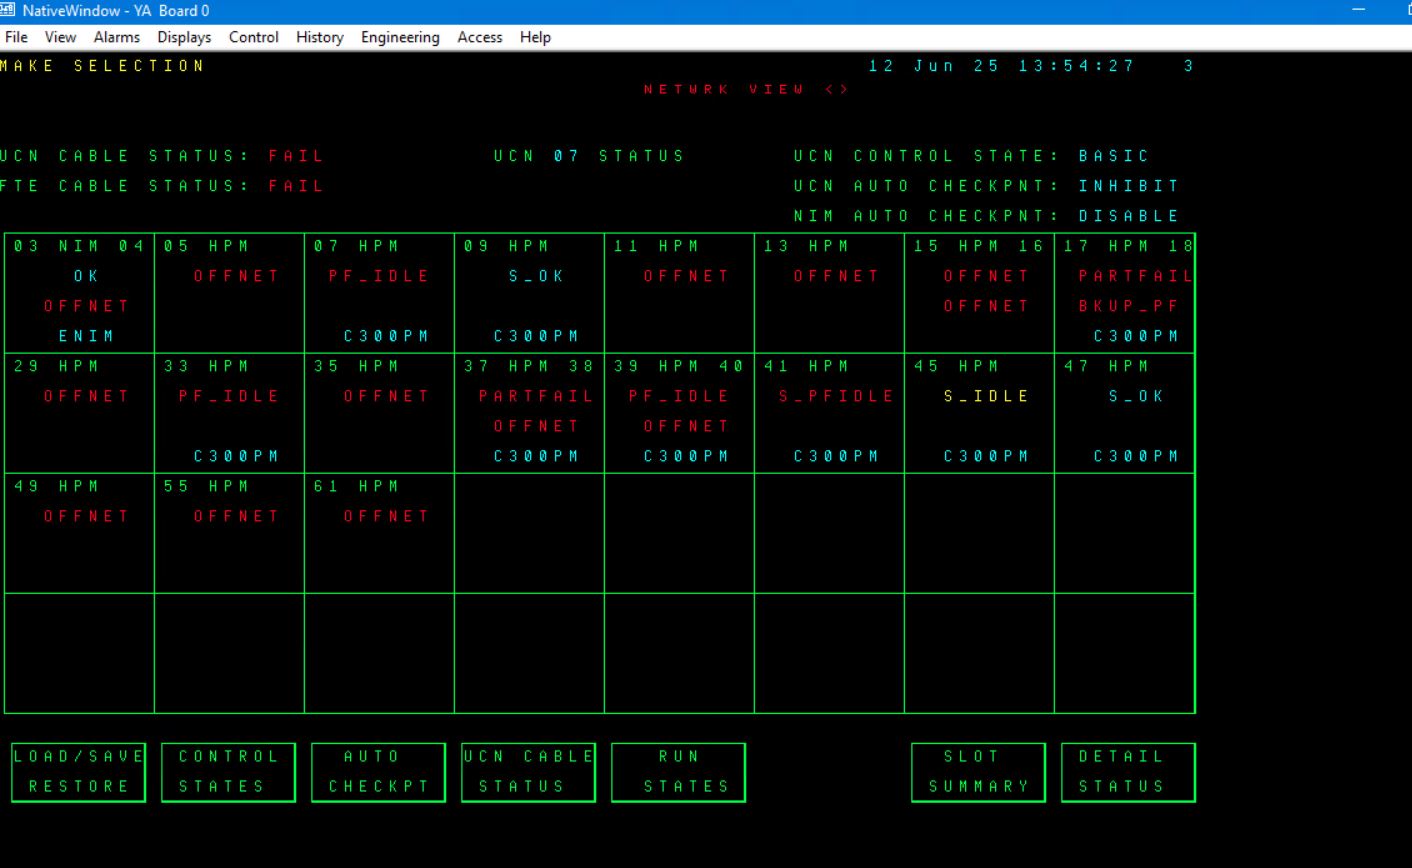 NativeWindow - YA Board 0
File View Alarms Displays Control History Engineering Access Help
MAKE SELECTION 12 Jun 25 13:54:27 3
NETWRK VIEW <>
UCN CABLE STATUS: FAIL UCN 07 STATUS UCN CONTROL STATE: BASIC
FTE CABLE STATUS: FAIL UCN AUTO CHECKPNT: INHIBIT
NIM AUTO CHECKPNT: DISABLE
03 NIM 04 05 HPM 07 HPM 09 HPM 11 HPM 13 HPM 15 HPM 16 17 HPM 18
OK OFFNET PF_IDLE S_OK OFFNET OFFNET OFFNET PARTFAIL
OFFNET OFFNET BKUP_PF
ENIM C300PM C300PM C300PM
29 HPM 33 HPM 35 HPM 37 HPM 38 39 HPM 40 41 HPM 45 HPM 47 HPM
OFFNET PF_IDLE OFFNET PARTFAIL PF_IDLE S_PFIDLE S_IDLE S_OK
OFFNET OFFNET
C300PM C300PM C300PM C300PM C300PM C300PM
49 HPM 55 HPM 61 HPM
OFFNET OFFNET OFFNET
LOAD/SAVE CONTROL AUTO UCN CABLE RUN SLOT DETAIL
RESTORE STATES CHECKPT STATUS STATES SUMMARY STATUS